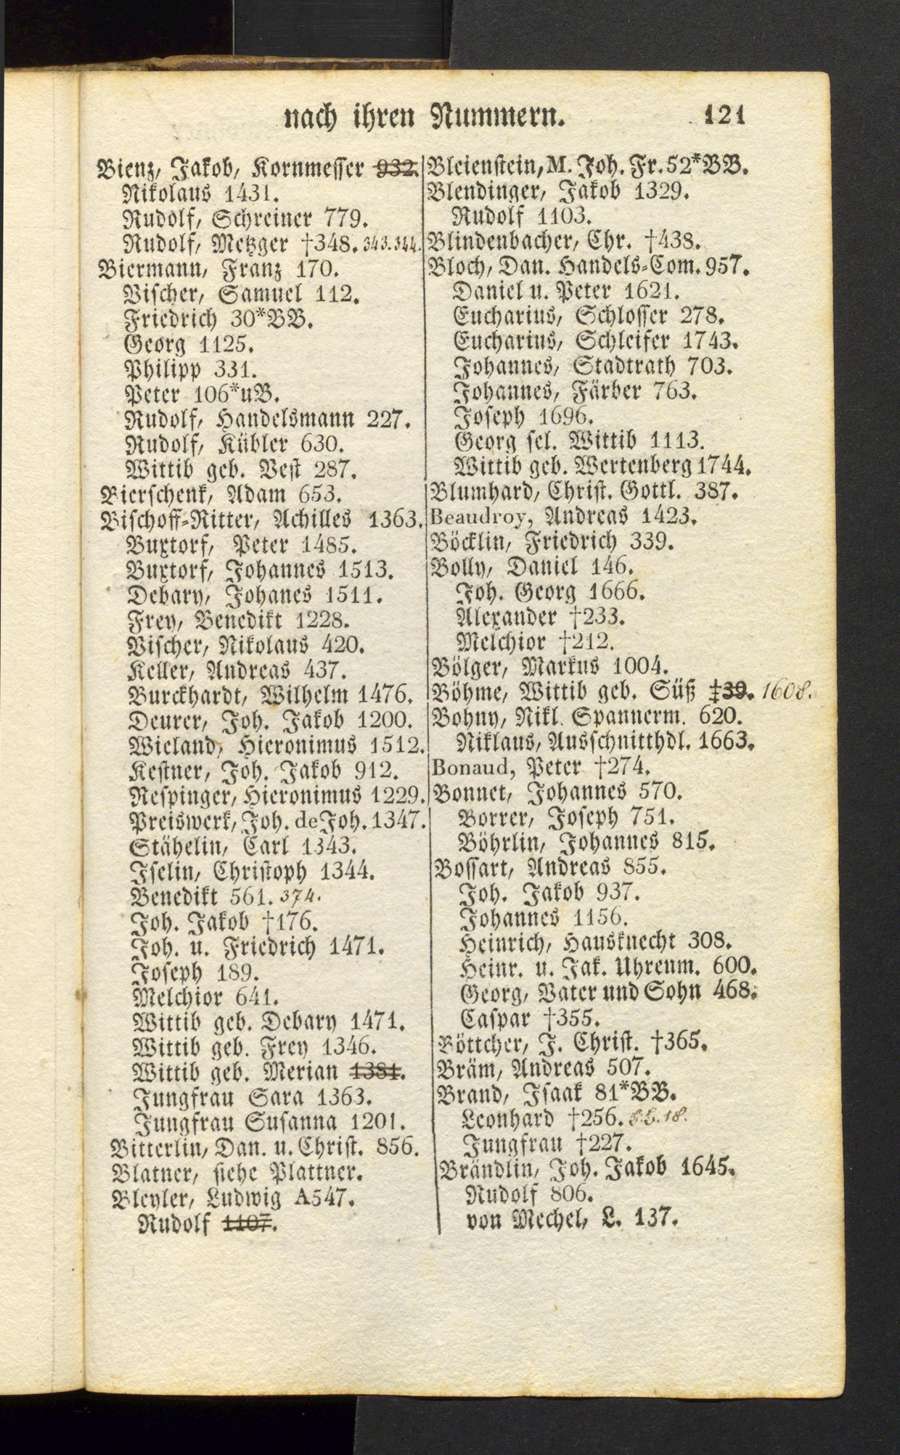 nach ihren Nummern. 121
Bienz, Jakob, Kornmesser 932.
Nikolaus 1431.
Rudolf, Schreiner 779.
Rudolf, Metzger †348. 343.344.
Biermann, Franz 170.
Vischer, Samuel 112.
Friedrich 30*BB.
Georg 1125.
Philipp 331.
Peter 106*uB.
Rudolf, Handelsmann 227.
Rudolf, Kübler 630.
Wittib geb. Vest 287.
Bierschenk, Adam 653.
Bischoff-Ritter, Achilles 1363.
Buxtorf, Peter 1485.
Buxtorf, Johannes 1513.
Debary, Johanes 1511.
Frey, Benedikt 1228.
Vischer, Nikolaus 420.
Keller, Andreas 437.
Burckhardt, Wilhelm 1476.
Deurer, Joh. Jakob 1200.
Wieland, Hieronimus 1512.
Kestner, Joh. Jakob 912.
Respinger, Hieronimus 1229.
Preiswerk, Joh. de Joh. 1347.
Stähelin, Carl 1343.
Iselin, Christoph 1344.
Benedikt 561. 374.
Joh. Jakob †176.
Joh. u. Friedrich 1471.
Joseph 189.
Melchior 641.
Wittib geb. Debary 1471.
Wittib geb. Frey 1346.
Wittib geb. Merian 1384.
Jungfrau Sara 1363.
Jungfrau Susanna 1201.
Bitterlin, Dan. u. Christ. 856.
Blatner, siehe Plattner.
Bleyler, Ludwig A547.
Rudolf 1107.
Bleienstein, M. Joh. Fr. 52*BB.
Blendinger, Jakob 1329.
Rudolf 1103.
Blindenbacher, Chr. †438.
Bloch, Dan. Handels-Com. 957.
Daniel u. Peter 1621.
Eucharius, Schlosser 278.
Eucharius, Schleifer 1743.
Johannes, Stadtrath 703.
Johannes, Färber 763.
Joseph 1696.
Georg sel. Wittib 1113.
Wittib geb. Wertenberg 1744.
Blumhard, Christ. Gottl. 387.
Beaudroy, Andreas 1423.
Böcklin, Friedrich 339.
Bolly, Daniel 146.
Joh. Georg 1666.
Alexander †233.
Melchior †212.
Bölger, Markus 1004.
Böhme, Wittib geb. Süß ‡39. 1608.
Bohny, Nikl. Spannerm. 620.
Niklaus, Ausschnitthdl. 1663.
Bonaud, Peter †274.
Bonnet, Johannes 570.
Borrer, Joseph 751.
Böhrlin, Johannes 815.
Bossart, Andreas 855.
Joh. Jakob 937.
Johannes 1156.
Heinrich, Hausknecht 308.
Heinr. u. Jak. Uhrenm. 600.
Georg, Vater und Sohn 468.
Caspar †355.
Böttcher, J. Christ. †365.
Bräm, Andreas 507.
Brand, Isaak 81*BB.
Leonhard †256.
Jungfrau †227.
Brändlin, Joh. Jakob 1645.
Rudolf 806.
von Mechel, L. 137.